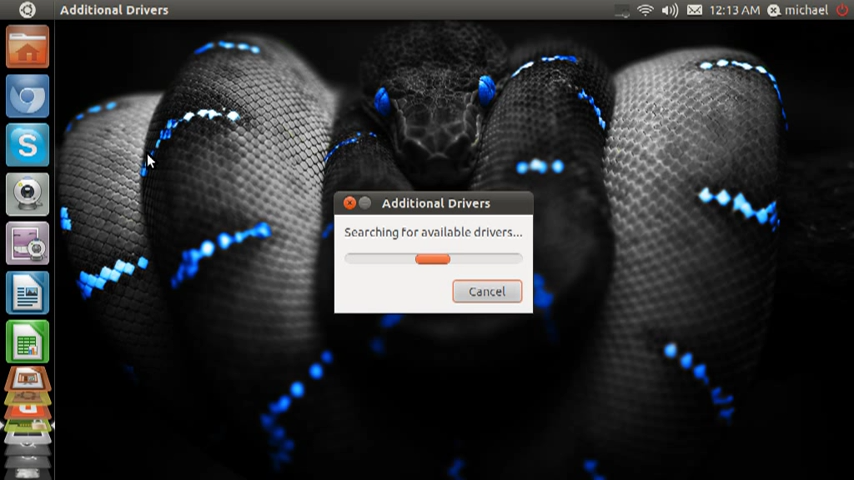 Additional Drivers
12:13 AM
michael
Additional Drivers
Searching for available drivers...
Cancel